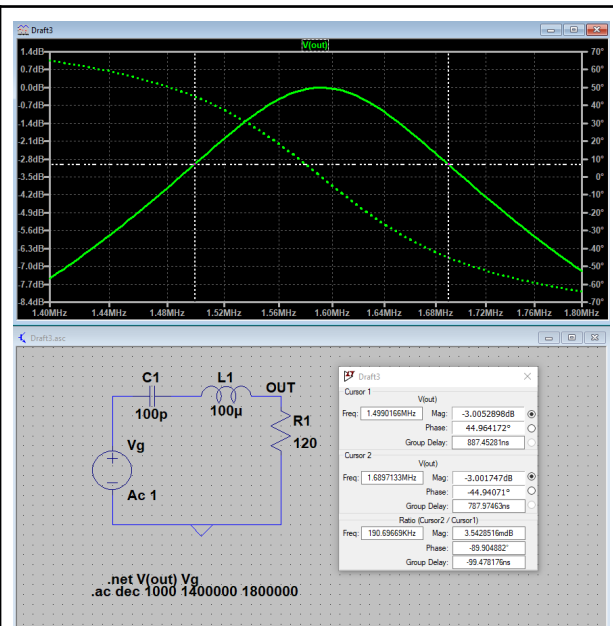 Draft3
V(out)
1.4dB 70°
0.7dB 60°
0.0dB 50°
-0.7dB 40°
-1.4dB 30°
-2.1dB 20°
-2.8dB 10°
-3.5dB 0°
-4.2dB -10°
-4.9dB -20°
-5.6dB -30°
-6.3dB -40°
-7.0dB -50°
-7.7dB -60°
-8.4dB -70°
1.40MHz 1.44MHz 1.48MHz 1.52MHz 1.56MHz 1.60MHz 1.64MHz 1.68MHz 1.72MHz 1.76MHz 1.80MHz
Draft3.asc
C1 L1 OUT
100p 100µ
R1
120
Vg
Ac 1
.net V(out) Vg
.ac dec 1000 1400000 1800000
Draft3
Cursor 1
V(out)
Freq: 1.4990166MHz Mag: -3.0052898dB
Phase: 44.964172°
Group Delay: 887.45281ns
Cursor 2
V(out)
Freq: 1.6897133MHz Mag: -3.001747dB
Phase: -44.94071°
Group Delay: 787.97463ns
Ratio (Cursor2 / Cursor1)
Freq: 190.69669KHz Mag: 3.5428516mdB
Phase: -89.904882°
Group Delay: -99.478176ns